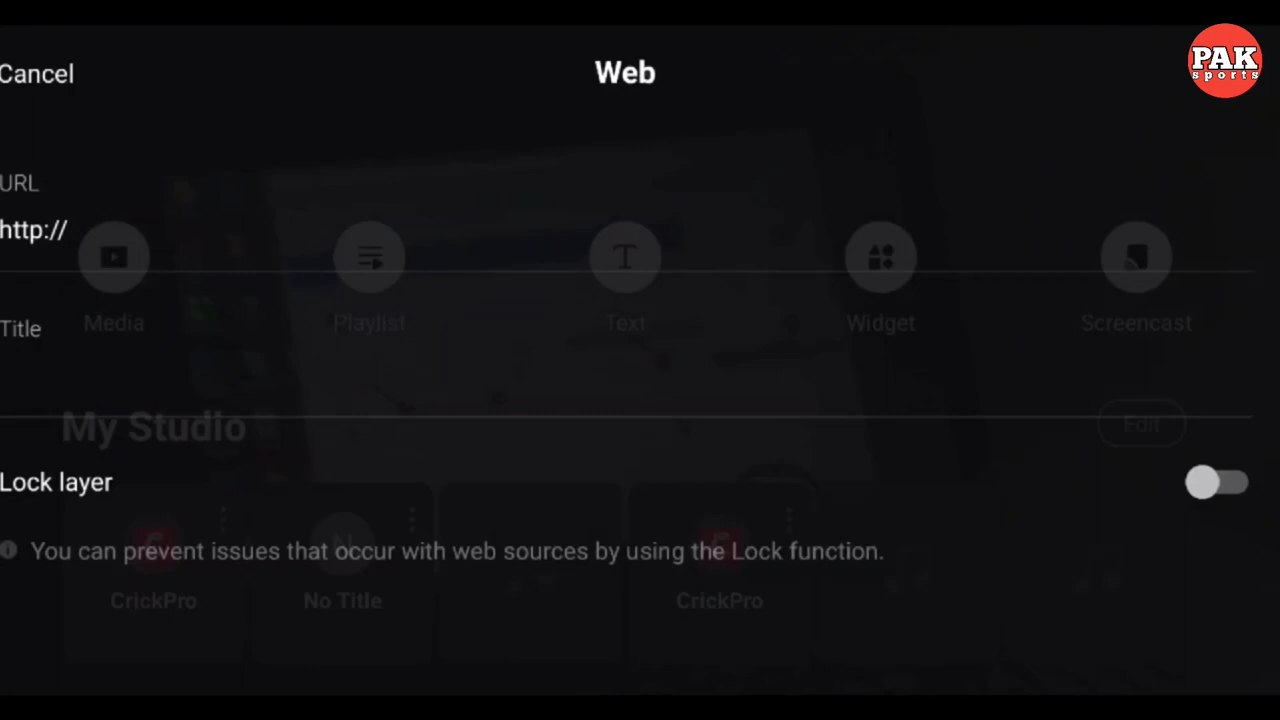 PAK
sports
Cancel
Web
URL
http://
Media
Playlist
Text
Widget
Screencast
Title
My Studio
Edit
Lock layer
You can prevent issues that occur with web sources by using the Lock function.
N
CrickPro
No Title
CrickPro